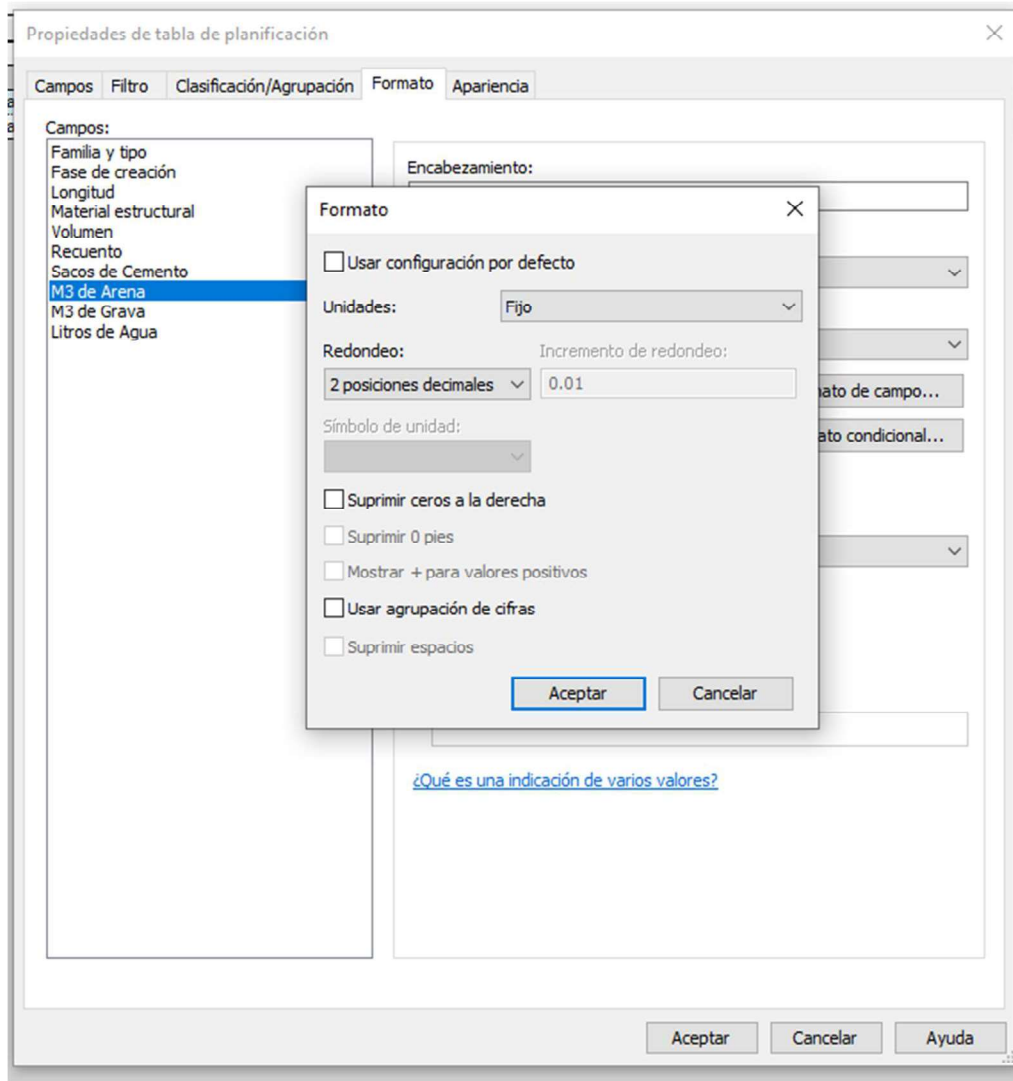 Propiedades de tabla de planificación
Campos Filtro Clasificación/Agrupación Formato Apariencia
Campos:
Familia y tipo
Fase de creación
Longitud
Material estructural
Volumen
Recuento
Sacos de Cemento
M3 de Arena
M3 de Grava
Litros de Agua
Encabezamiento:
Formato
Usar configuración por defecto
Unidades: Fijo
Redondeo: Incremento de redondeo:
2 posiciones decimales 0.01
Símbolo de unidad:
Suprimir ceros a la derecha
Suprimir 0 pies
Mostrar + para valores positivos
Usar agrupación de cifras
Suprimir espacios
Aceptar Cancelar
de campo...
condicional...
¿Qué es una indicación de varios valores?
Aceptar Cancelar Ayuda